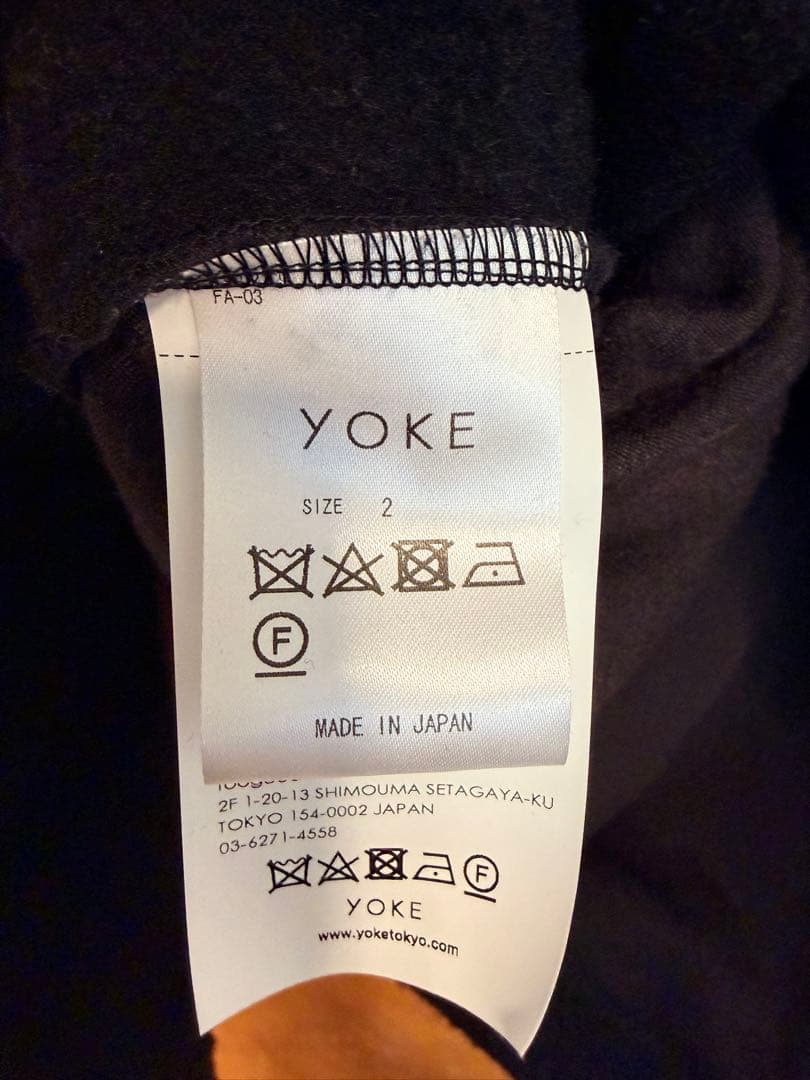 FA-03
YOKE
SIZE 2
F
MADE IN JAPAN
2F 1-20-13 SHIMOUMA SETAGAYA-KU
TOKYO 154-0002 JAPAN
03-6271-4558
F
YOKE
www.yoketokyo.com